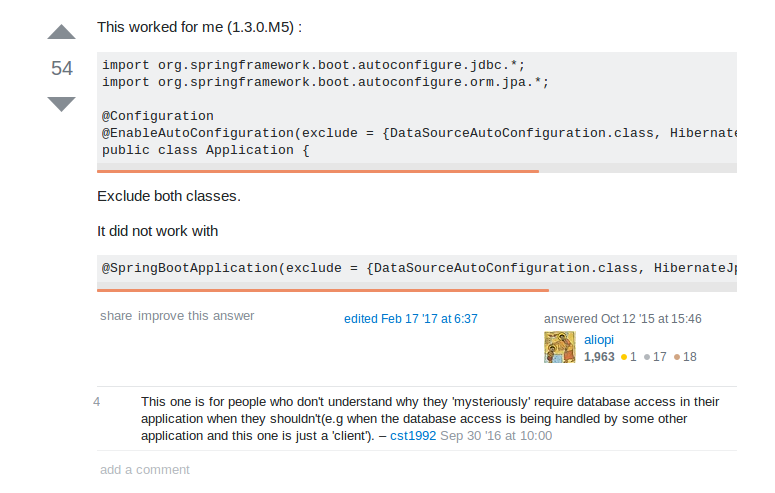 This worked for me (1.3.0.M5) :
54
import org.springframework.boot.autoconfigure.jdbc.*;
import org.springframework.boot.autoconfigure.orm.jpa.*;
@Configuration
@EnableAutoConfiguration(exclude = {DataSourceAutoConfiguration.class, Hibernate
public class Application {
Exclude both classes.
It did not work with
@SpringBootApplication(exclude = {DataSourceAutoConfiguration.class, HibernateJp
share improve this answer
edited Feb 17 '17 at 6:37
answered Oct 12 '15 at 15:46
aliopi
1,963 ●1 ●17 ●18
4
This one is for people who don't understand why they 'mysteriously' require database access in their
application when they shouldn't(e.g when the database access is being handled by some other
application and this one is just a 'client'). – cst1992 Sep 30 '16 at 10:00
add a comment